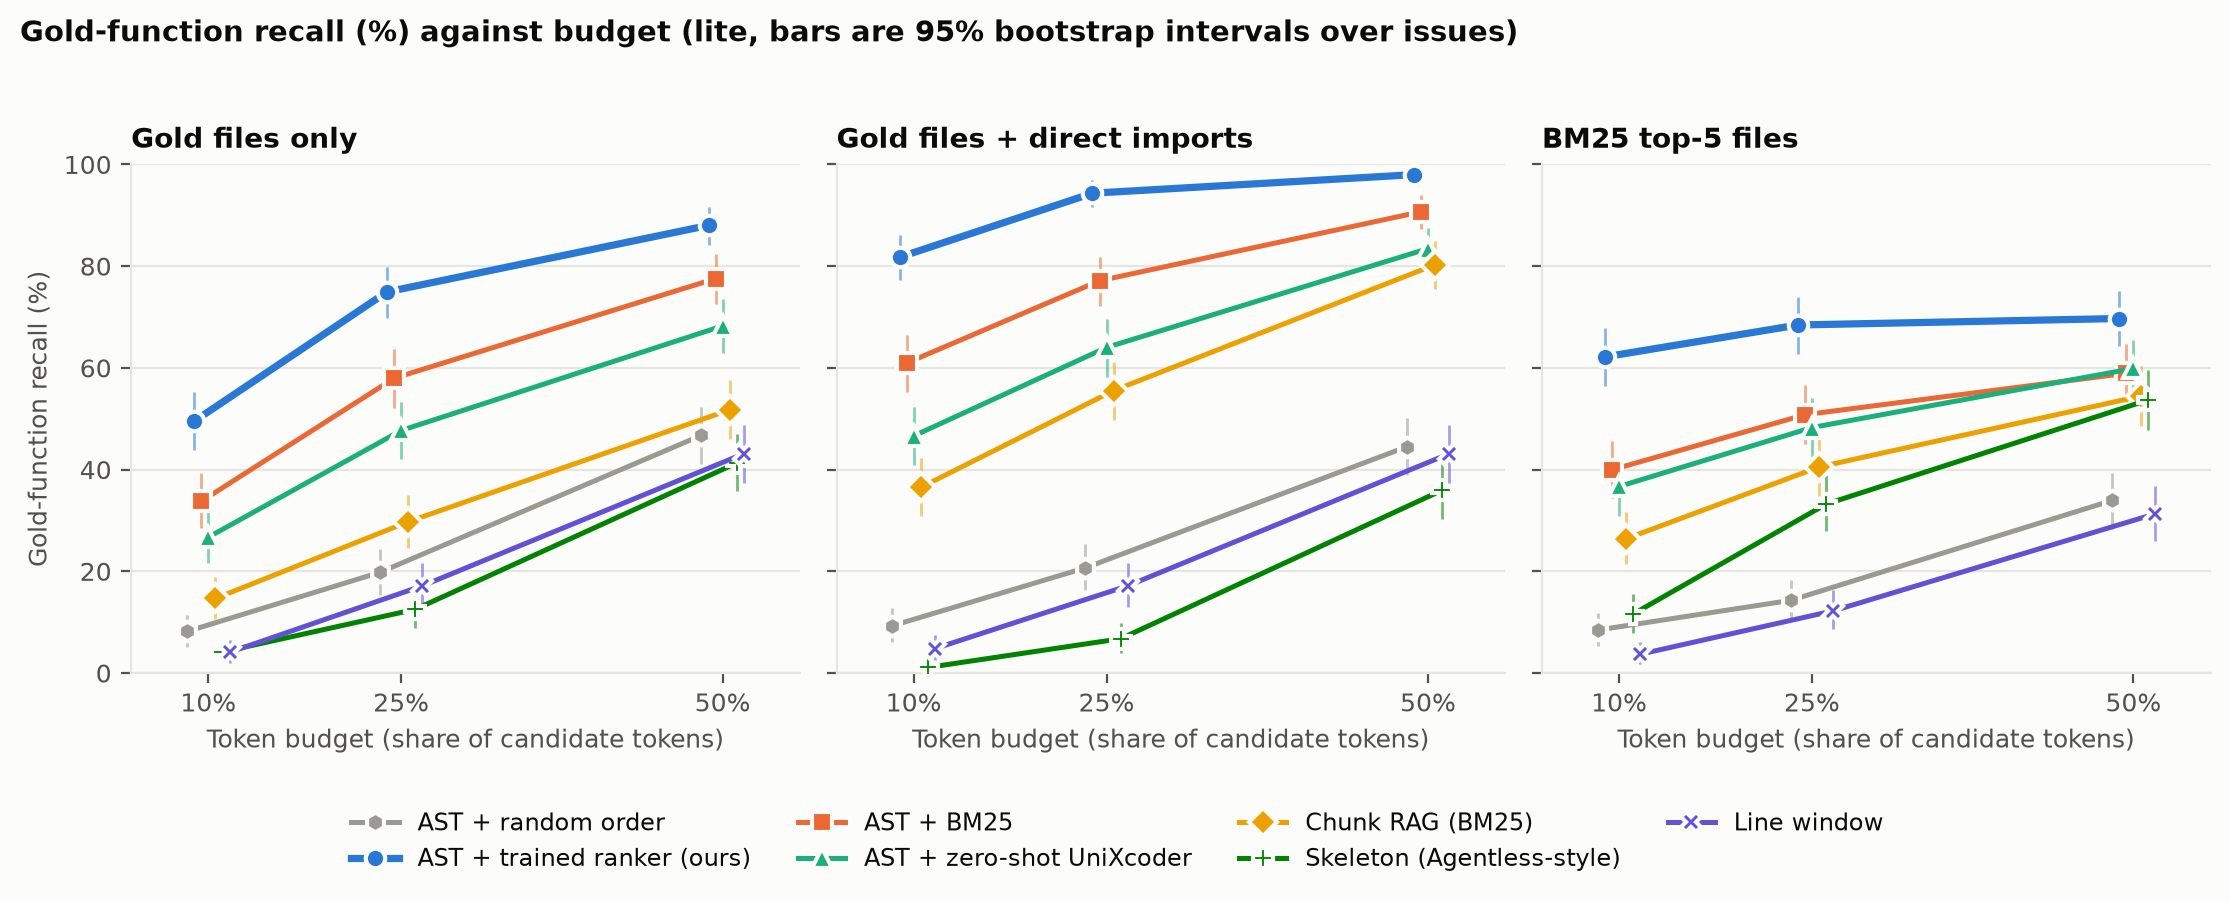 Gold-function recall (%) against budget (lite, bars are 95% bootstrap intervals over issues)
Gold files only
Gold files + direct imports
BM25 top-5 files
Gold-function recall (%)
100
80
60
40
20
0
10%
25%
50%
10%
25%
50%
10%
25%
50%
Token budget (share of candidate tokens)
Token budget (share of candidate tokens)
Token budget (share of candidate tokens)
AST + random order
AST + trained ranker (ours)
AST + BM25
AST + zero-shot UniXcoder
Chunk RAG (BM25)
Skeleton (Agentless-style)
Line window